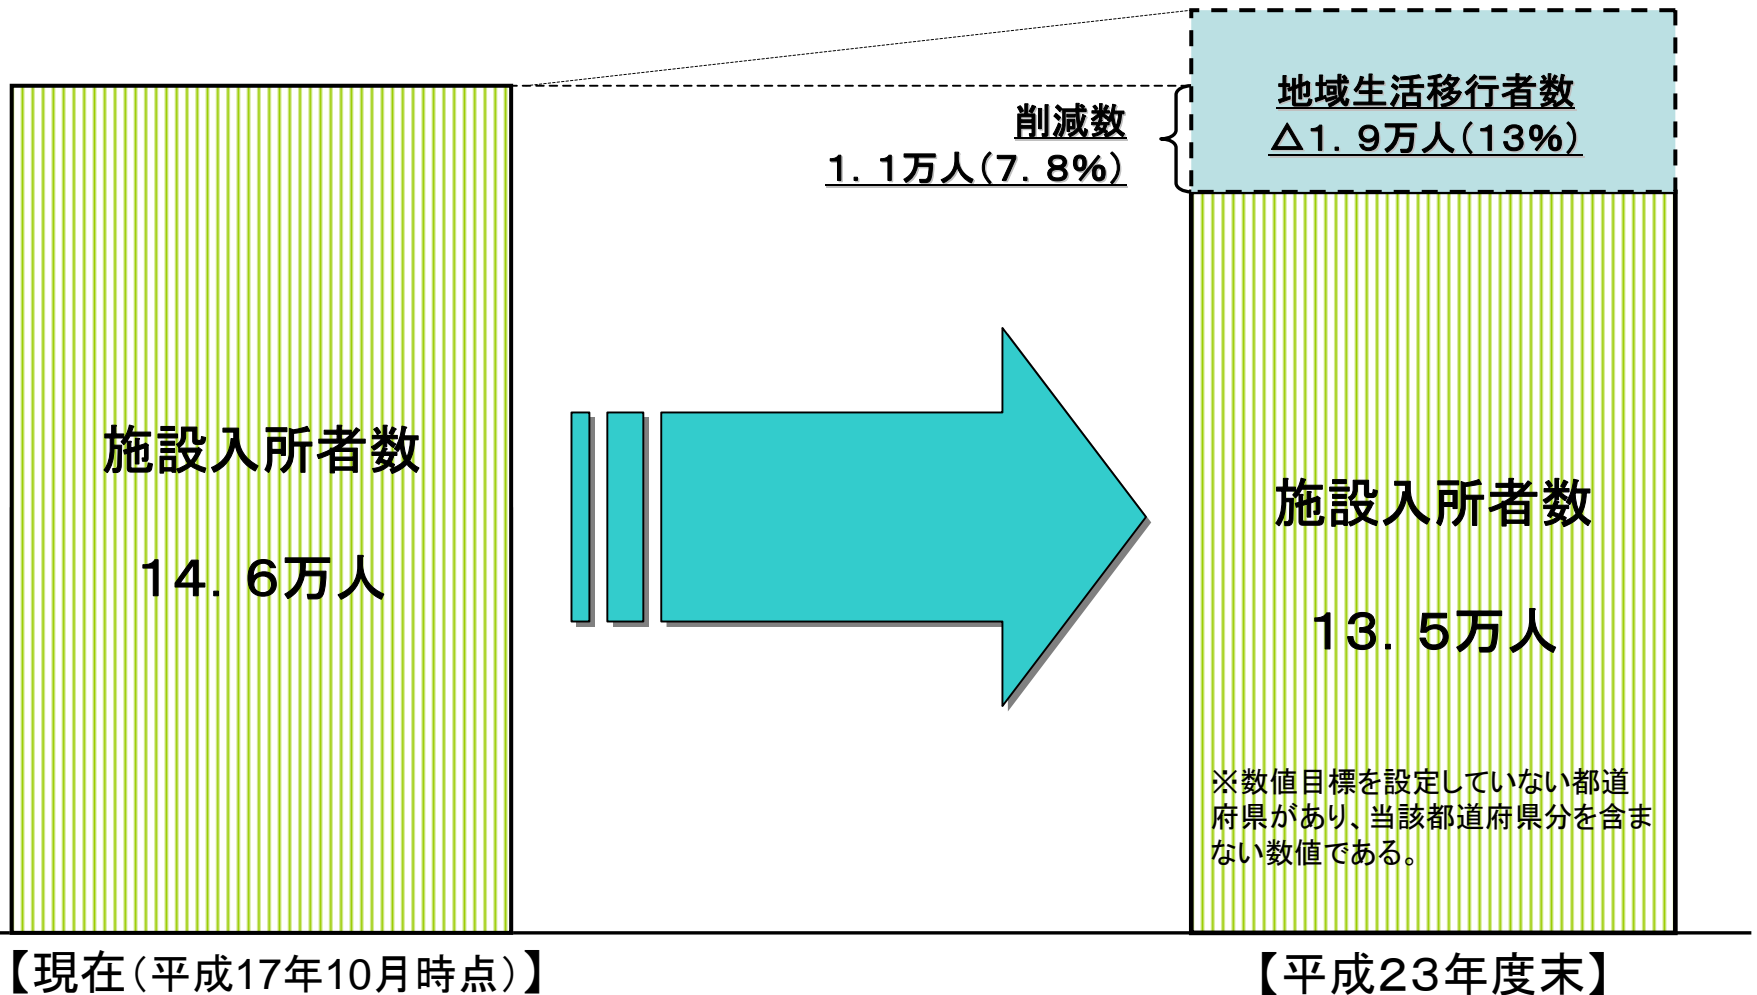 地域生活移行者数
△1．9万人(13%)
削減数
1．1万人(7．8%)
施設入所者数
14．6万人
施設入所者数
13．5万人
※数値目標を設定していない都道
府県があり、当該都道府県分を含ま
ない数値である。
【現在(平成17年10月時点)】
【平成23年度末】